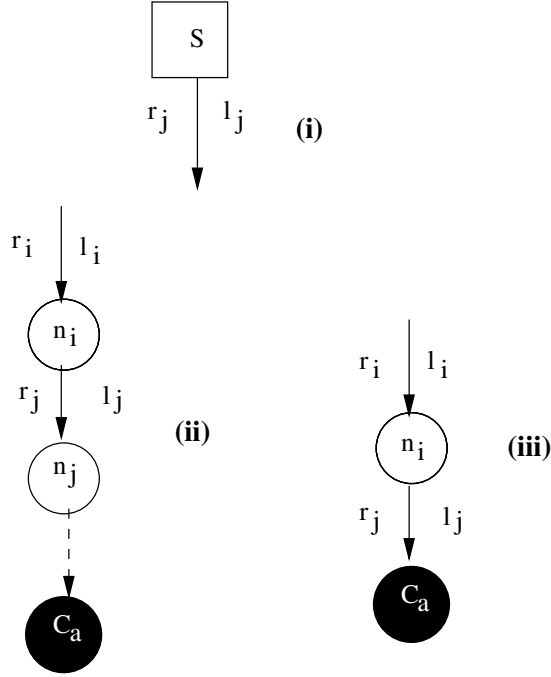 S
r j l j
(i)
r i l i
n i
r j l j
(ii)
n j
C a
r i l i
n i
(iii)
r j l j
C a